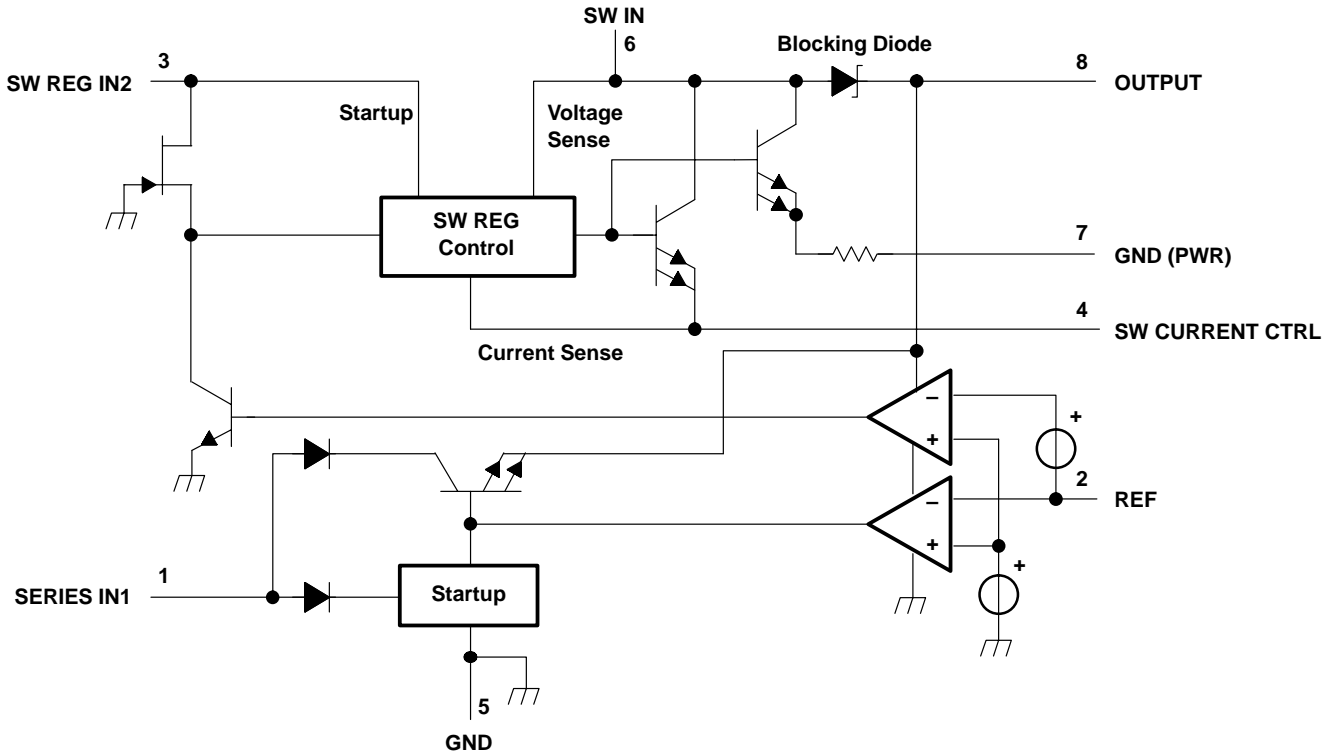 SW IN
6
Blocking Diode
3
8
SW REG IN2
OUTPUT
Startup
Voltage
Sense
SW REG
Control
7
GND (PWR)
4
SW CURRENT CTRL
Current Sense
–
+
+
2
REF
–
+
+
1
SERIES IN1
Startup
5
GND